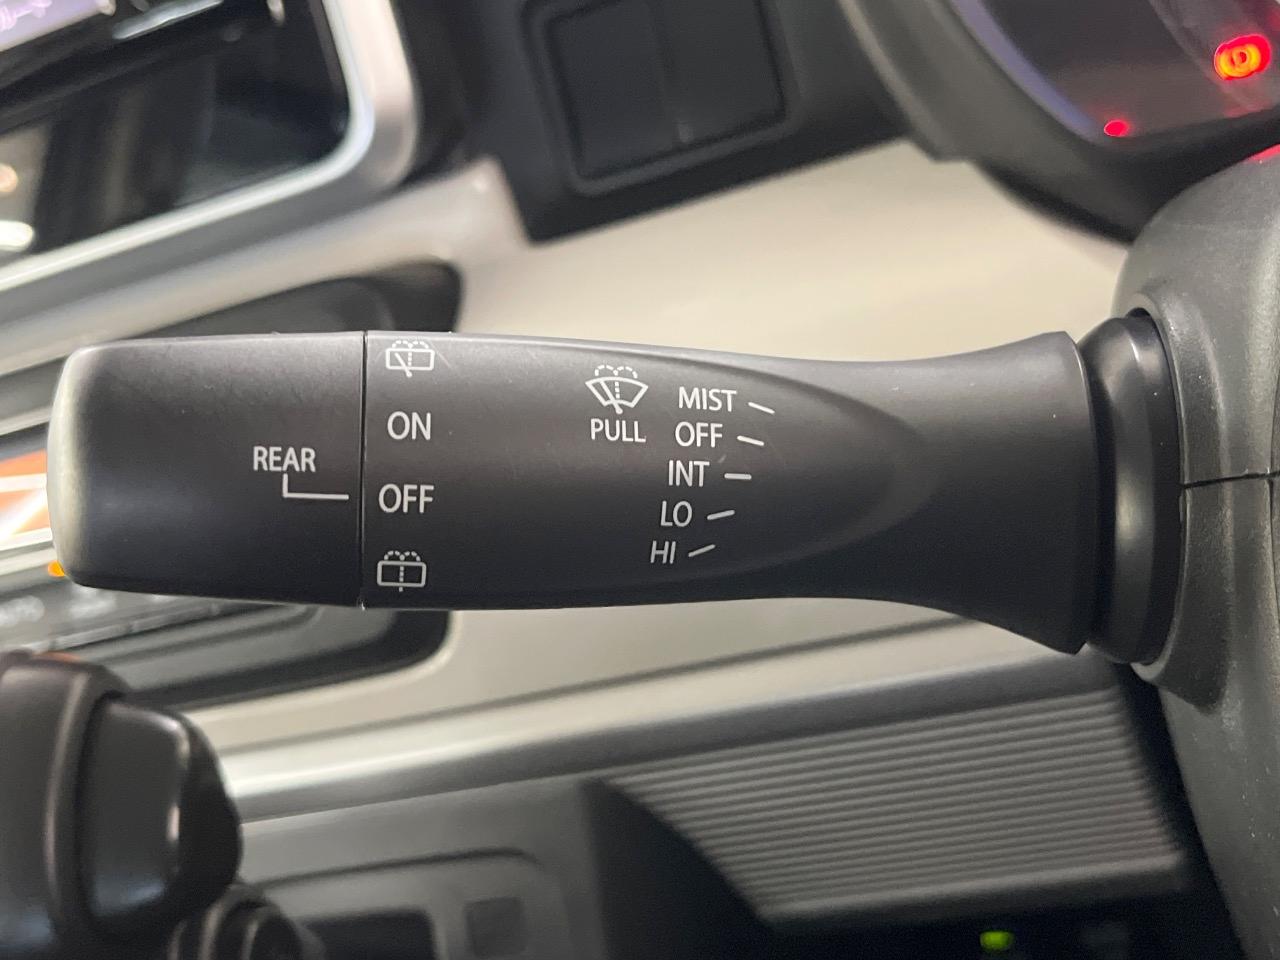 REAR
ON
OFF
PULL
MIST
OFF
INT
LO
HI